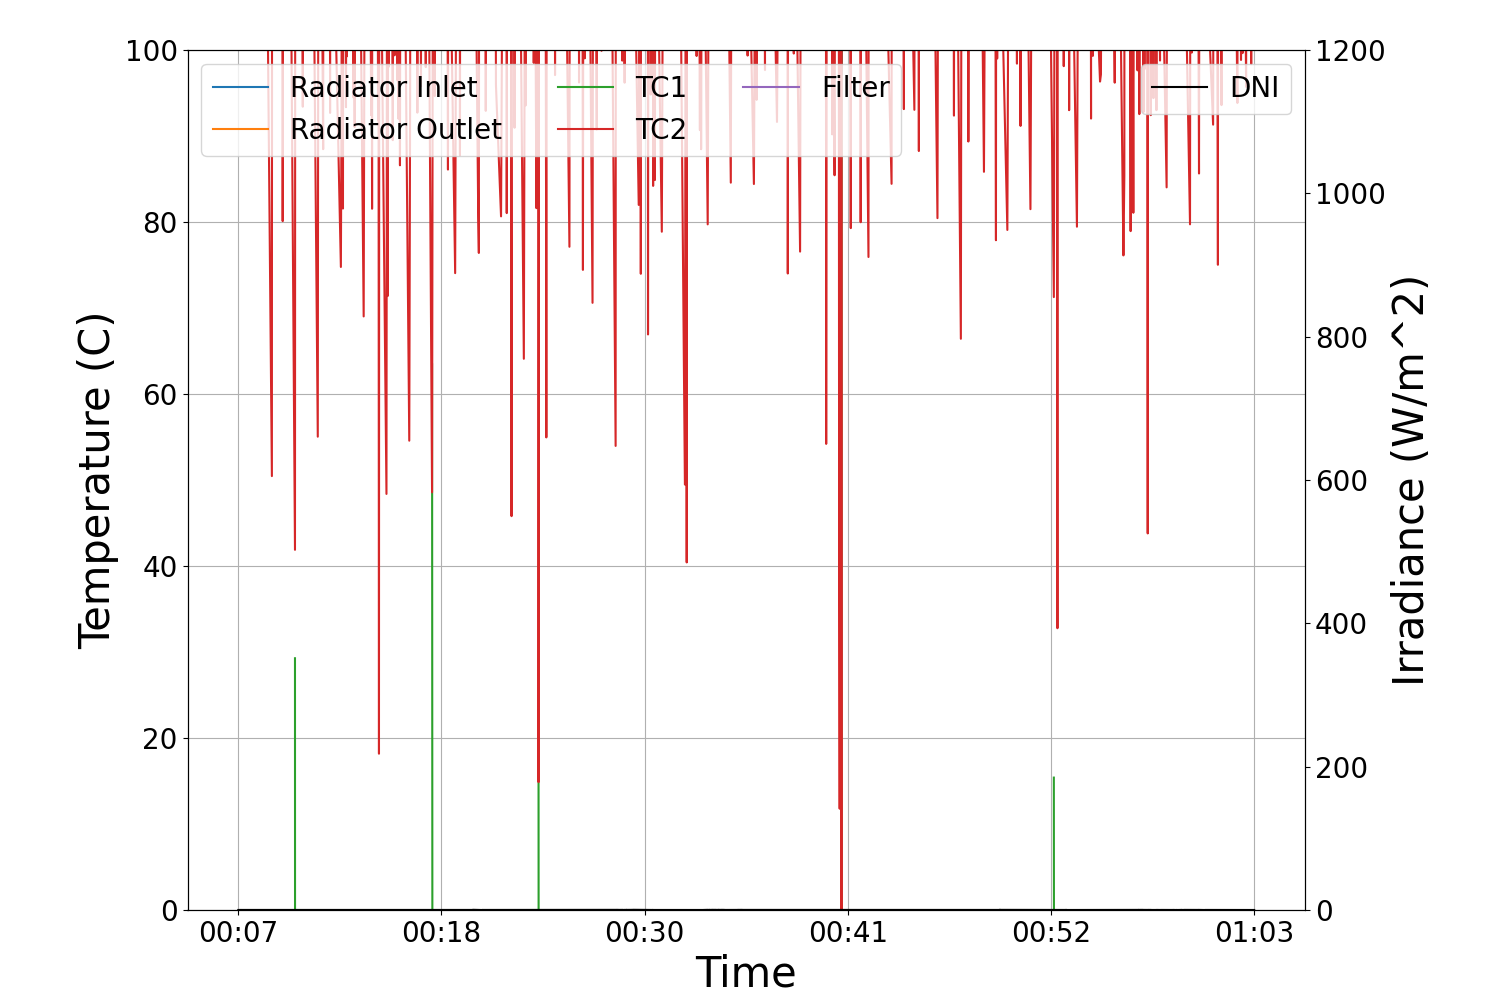 100
80
60
40
20
0
Temperature (C)
Radiator Inlet
Radiator Outlet
TC1
TC2
Filter
DNI
1200
1000
800
600
400
200
0
Irradiance (W/m^2)
00:07
00:18
00:30
00:41
00:52
01:03
Time